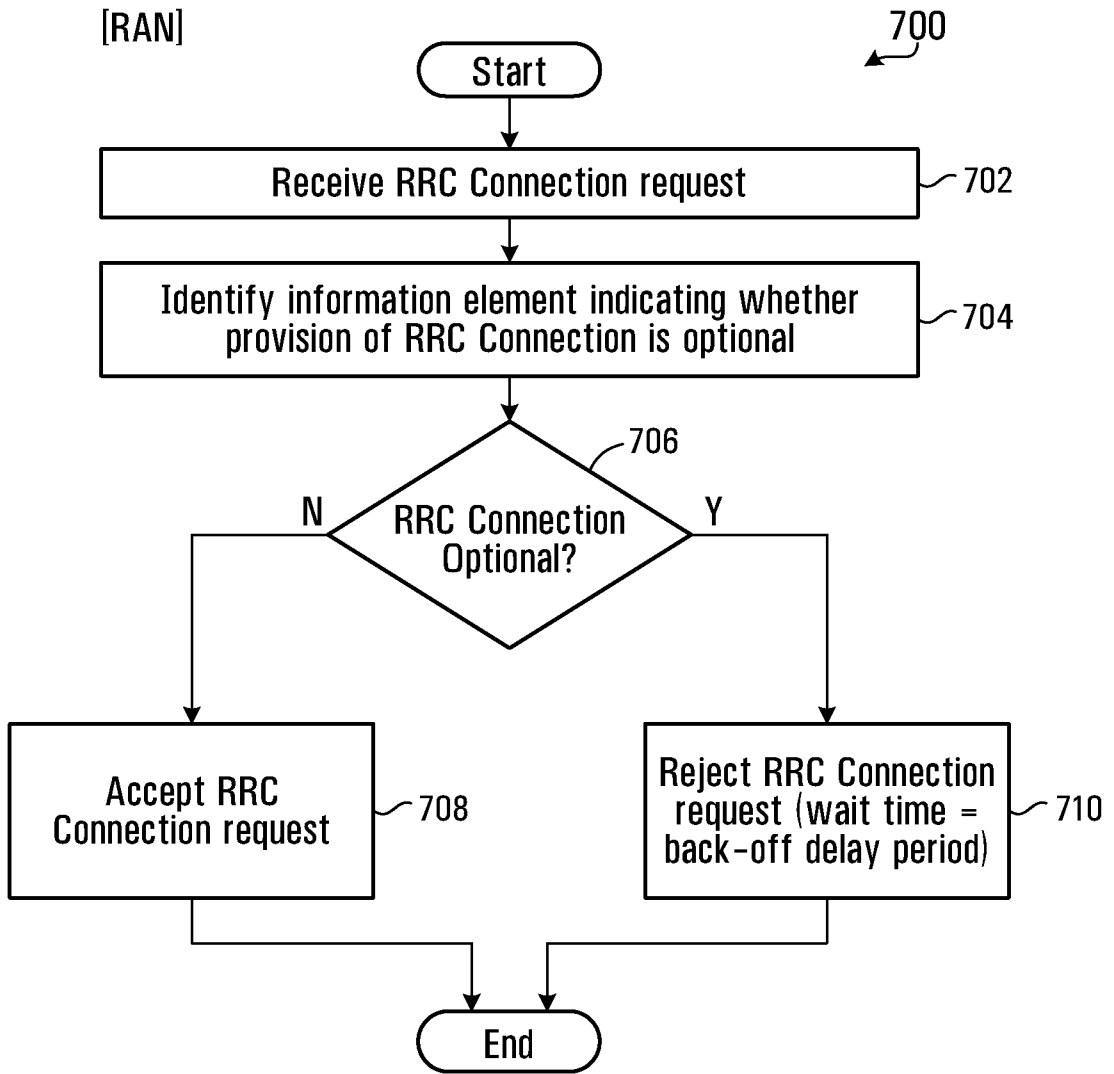 [RAN]
700
Start
Receive RRC Connection request
702
Identify information element indicating whether
provision of RRC Connection is optional
704
706
N
RRC Connection
Optional?
Y
Accept RRC
Connection request
708
Reject RRC Connection
request (wait time =
back-off delay period)
710
End